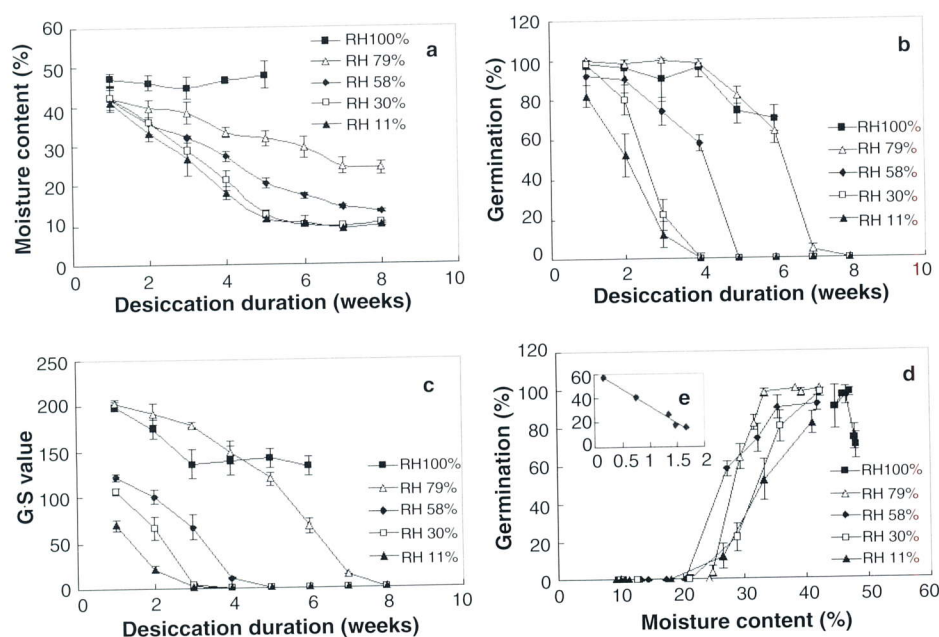 a
Moisture content (%)
60
50
40
30
20
10
0
0 2 4 6 8 10
Desiccation duration (weeks)
RH100%
RH 79%
RH 58%
RH 30%
RH 11%
b
Germination (%)
120
100
80
60
40
20
0
0 2 4 6 8 10
Desiccation duration (weeks)
RH100%
RH 79%
RH 58%
RH 30%
RH 11%
c
G·S value
250
200
150
100
50
0
0 2 4 6 8 10
Desiccation duration (weeks)
RH100%
RH 79%
RH 58%
RH 30%
RH 11%
d
Germination (%)
120
100
80
60
40
20
0
0 10 20 30 40 50 60
Moisture content (%)
e
60
40
20
0
0 0.5 1 1.5 2
RH100%
RH 79%
RH 58%
RH 30%
RH 11%